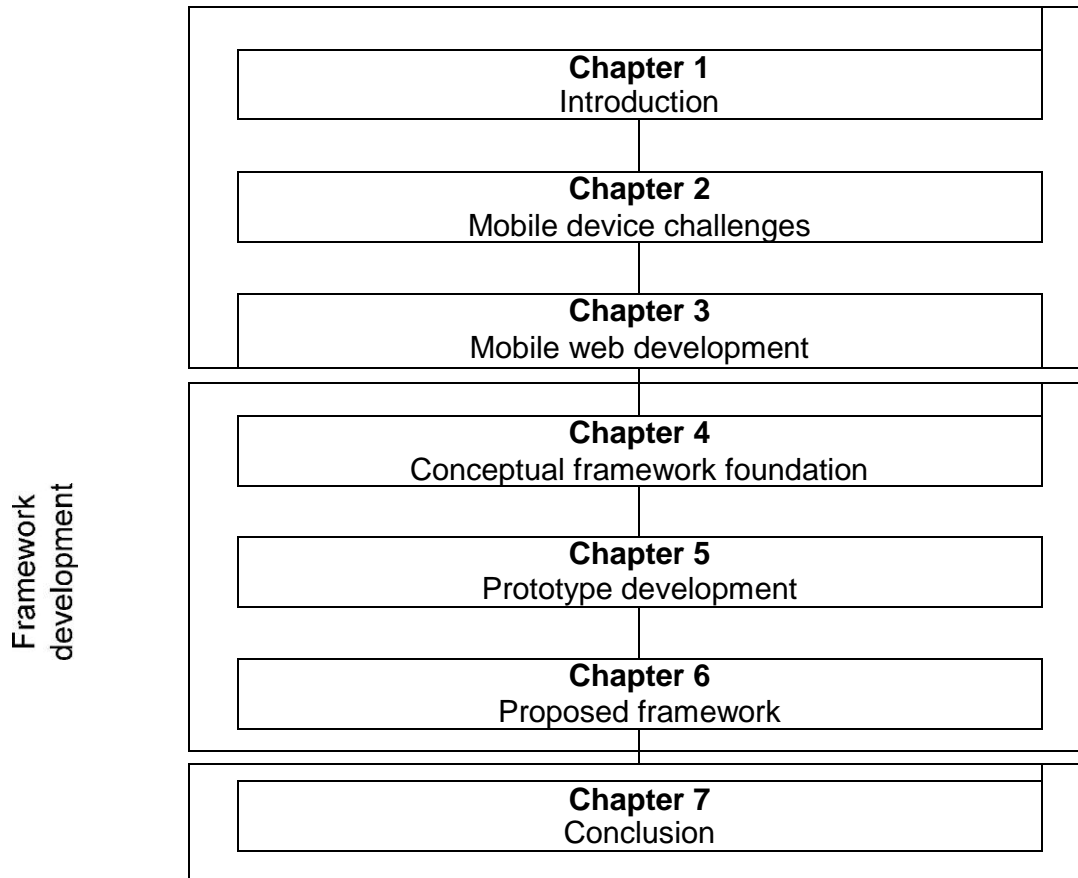 Chapter 1
Introduction
Chapter 2
Mobile device challenges
Chapter 3
Mobile web development
Framework
development
Chapter 4
Conceptual framework foundation
Chapter 5
Prototype development
Chapter 6
Proposed framework
Chapter 7
Conclusion